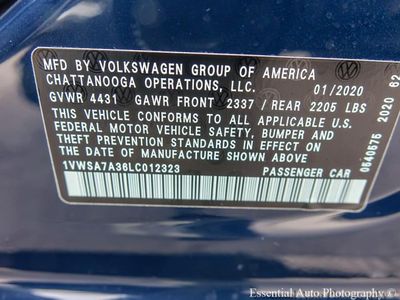 MFD BY VOLKSWAGEN GROUP OF AMERICA
CHATTANOOGA OPERATIONS, LLC. 01/2020
GVWR 4431 GAWR FRONT 2337 / REAR 2205 LBS
THIS VEHICLE CONFORMS TO ALL APPLICABLE U.S.
FEDERAL MOTOR VEHICLE SAFETY, BUMPER AND
THEFT PREVENTION STANDARDS IN EFFECT ON THE
DATE OF MANUFACTURE SHOWN ABOVE.
1VWSA7A36LC012323 PASSENGER CAR
0540575 2020 62
Essential Auto Photography ©